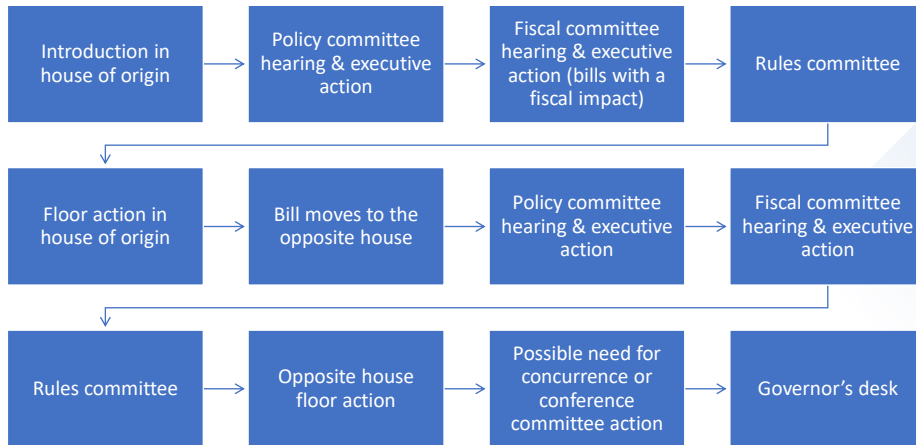 Introduction in
house of origin
Policy committee
hearing & executive
action
Fiscal committee
hearing & executive
action (bills with a
fiscal impact)
Rules committee
Floor action in
house of origin
Bill moves to the
opposite house
Policy committee
hearing & executive
action
Fiscal committee
hearing & executive
action
Rules committee
Opposite house
floor action
Possible need for
concurrence or
conference
committee action
Governor’s desk